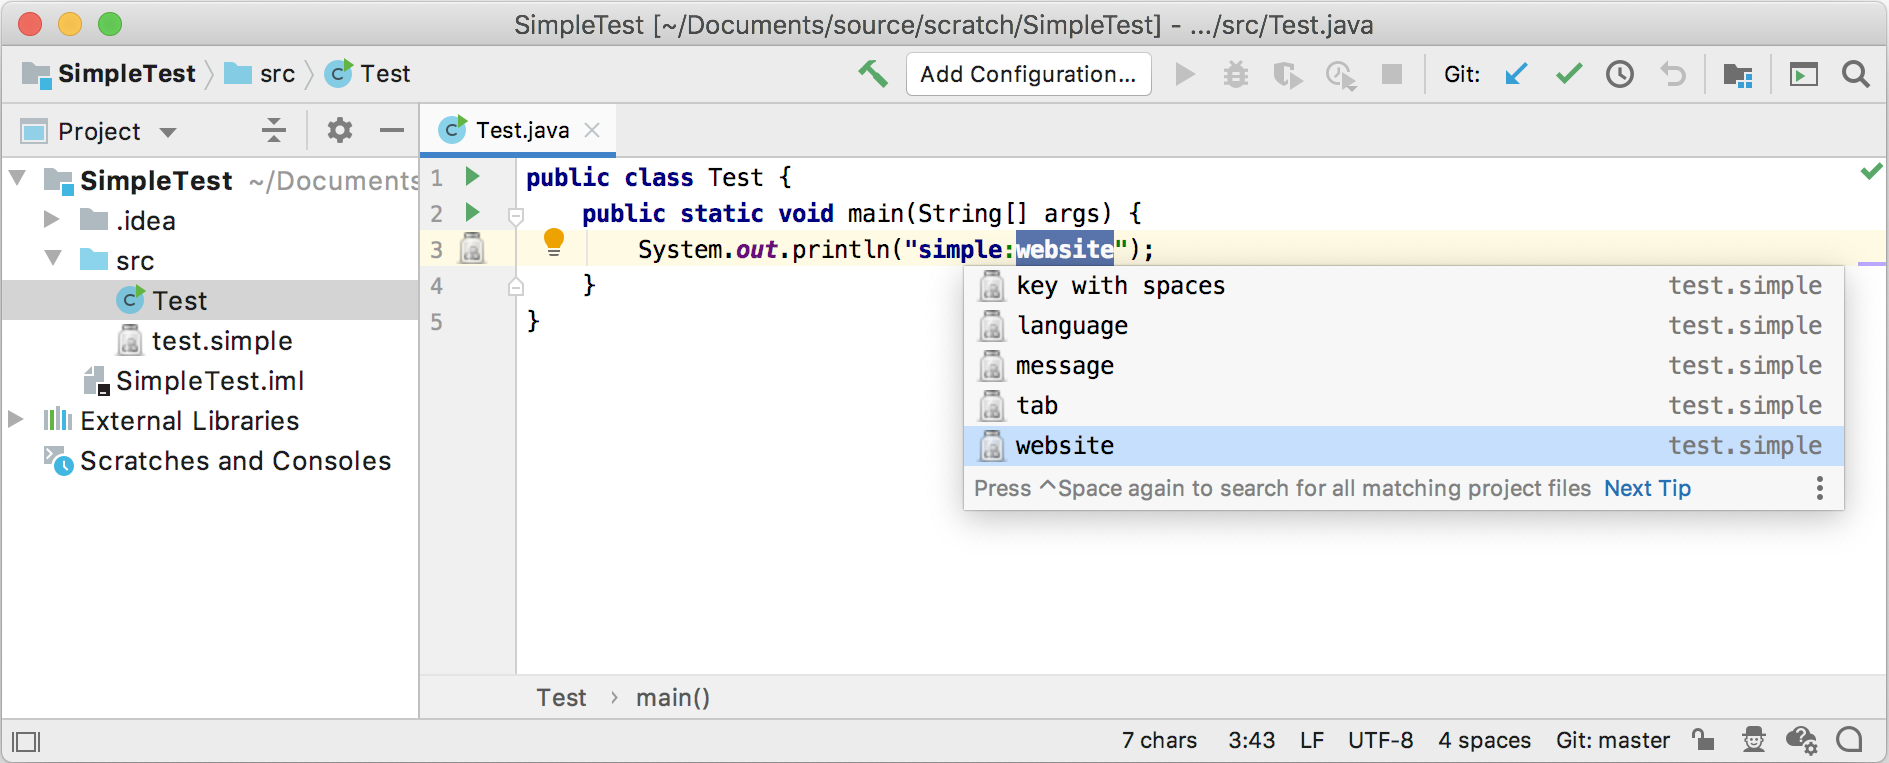 SimpleTest [~/Documents/source/scratch/SimpleTest] - .../src/Test.java
SimpleTest src Test Add Configuration... Git:
Project Test.java
SimpleTest ~/Documents
.idea
src
Test
test.simple
SimpleTest.iml
External Libraries
Scratches and Consoles
1 public class Test {
2 public static void main(String[] args) {
3 System.out.println("simple:website");
4 }
5 }
key with spaces test.simple
language test.simple
message test.simple
tab test.simple
website test.simple
Press ^Space again to search for all matching project files Next Tip
Test › main()
7 chars 3:43 LF UTF-8 4 spaces Git: master